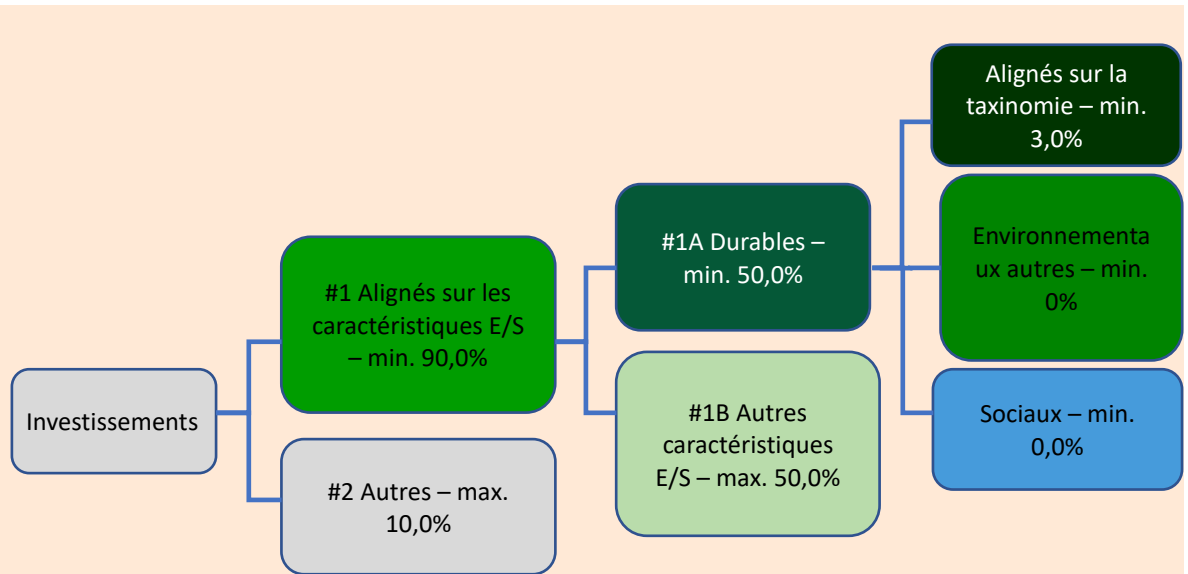 Investissements
#1 Alignés sur les
caractéristiques E/S
– min. 90,0%
#2 Autres – max.
10,0%
#1A Durables –
min. 50,0%
#1B Autres
caractéristiques
E/S – max. 50,0%
Alignés sur la
taxinomie – min.
3,0%
Environnementa
ux autres – min.
0%
Sociaux – min.
0,0%